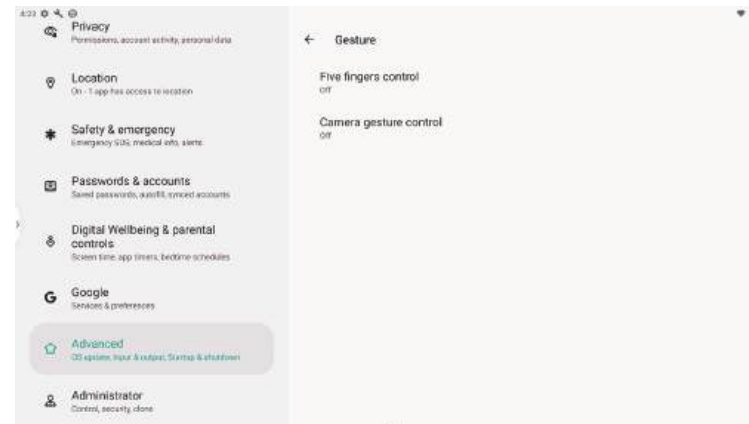 4:23
Privacy
Permissions, account activity, personal data
Location
On - 1 app has access to location
Safety & emergency
Emergency SOS, medical info, alerts
Passwords & accounts
Saved passwords, autofill, synced accounts
Digital Wellbeing & parental
controls
Screen time, app timers, bedtime schedules
Google
Services & preferences
Advanced
OS update, Input & output, Startup & shutdown
Administrator
Control, security, clone
Gesture
Five fingers control
Off
Camera gesture control
Off